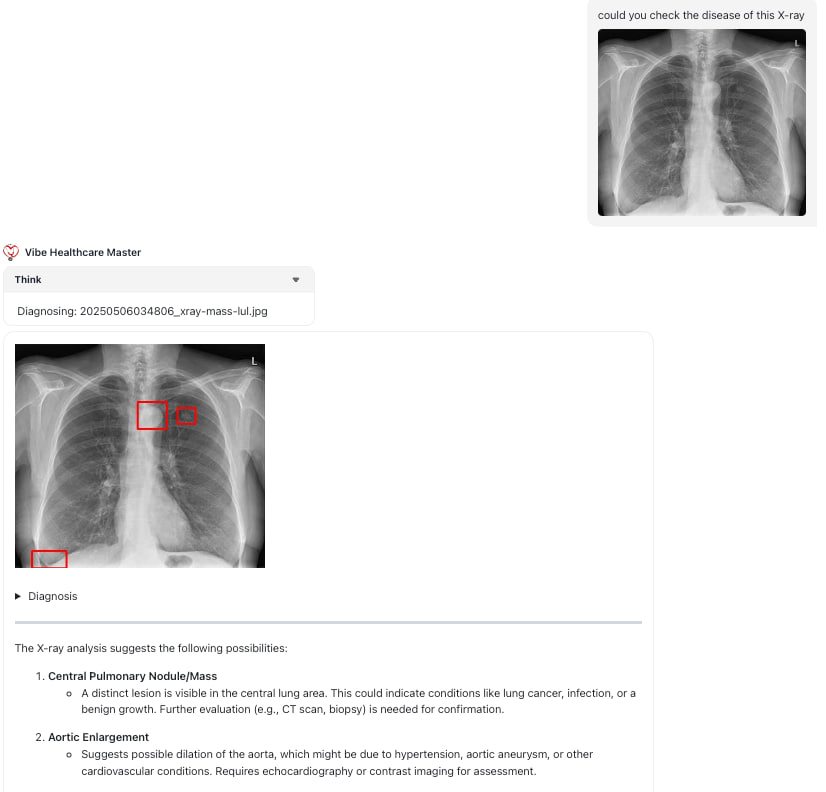 could you check the disease of this X-ray
L
Vibe Healthcare Master
Think
Diagnosing: 20250506034806_xray-mass-lul.jpg
L
Diagnosis
The X-ray analysis suggests the following possibilities:
1. Central Pulmonary Nodule/Mass
A distinct lesion is visible in the central lung area. This could indicate conditions like lung cancer, infection, or a
benign growth. Further evaluation (e.g., CT scan, biopsy) is needed for confirmation.
2. Aortic Enlargement
Suggests possible dilation of the aorta, which might be due to hypertension, aortic aneurysm, or other
cardiovascular conditions. Requires echocardiography or contrast imaging for assessment.